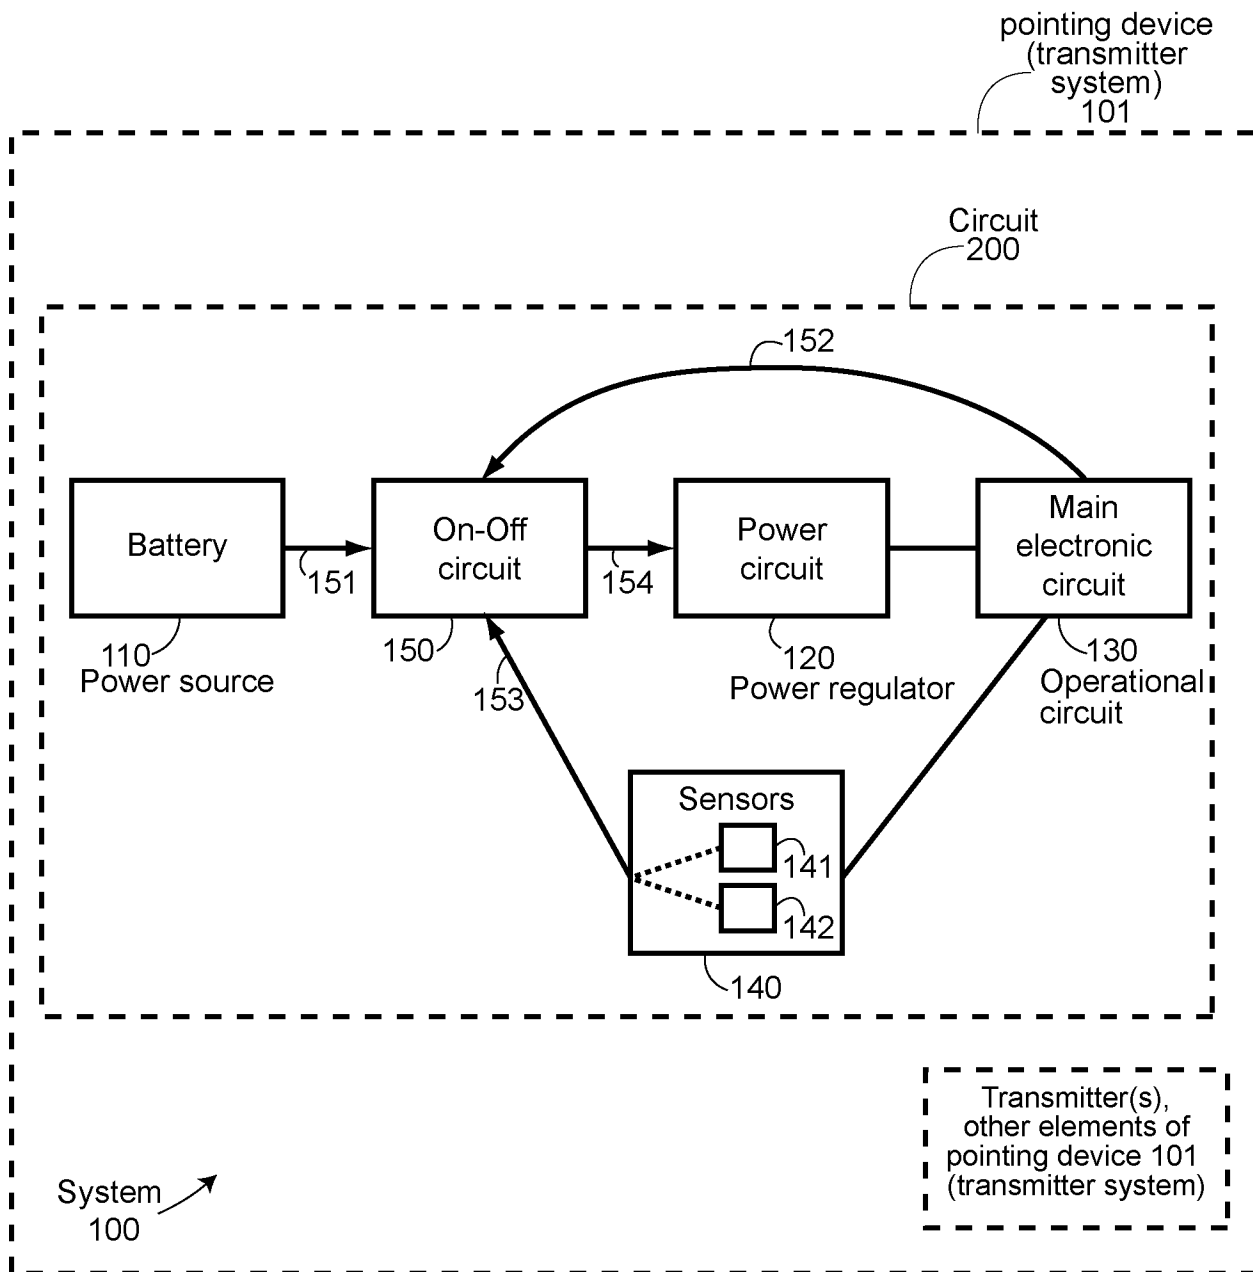 pointing device
(transmitter
system)
101
Circuit
200
152
Battery
On-Off
circuit
Power
circuit
Main
electronic
circuit
151
154
110
Power source
150
153
120
Power regulator
130
Operational
circuit
Sensors
141
142
140
Transmitter(s),
other elements of
pointing device 101
(transmitter system)
System
100